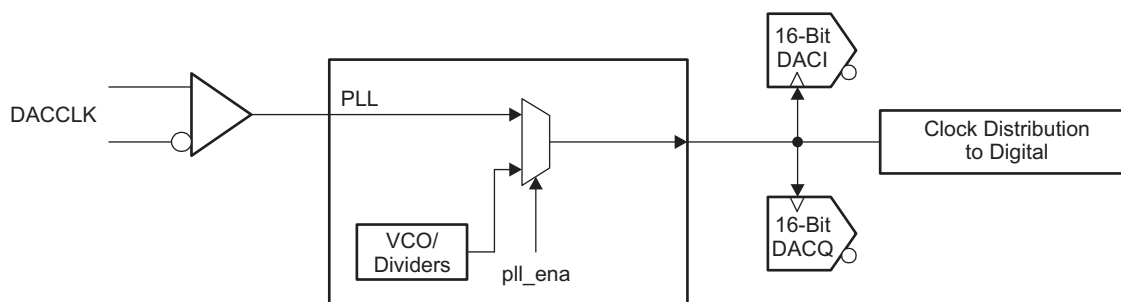 16-Bit
DACI
DACCLK
PLL
Clock Distribution
to Digital
VCO/
Dividers
pll_ena
16-Bit
DACQ